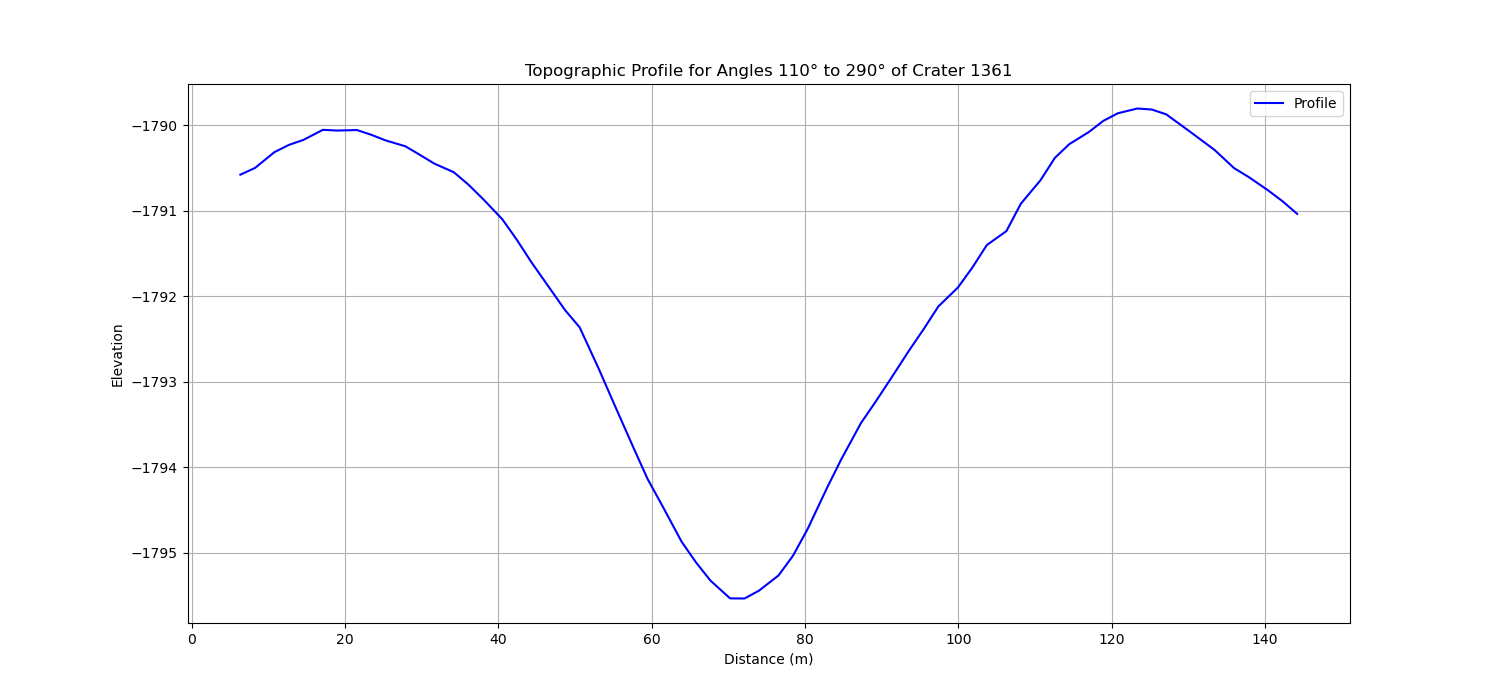 Topographic Profile for Angles 110° to 290° of Crater 1361
Profile
Elevation
−1790
−1791
−1792
−1793
−1794
−1795
0 20 40 60 80 100 120 140
Distance (m)